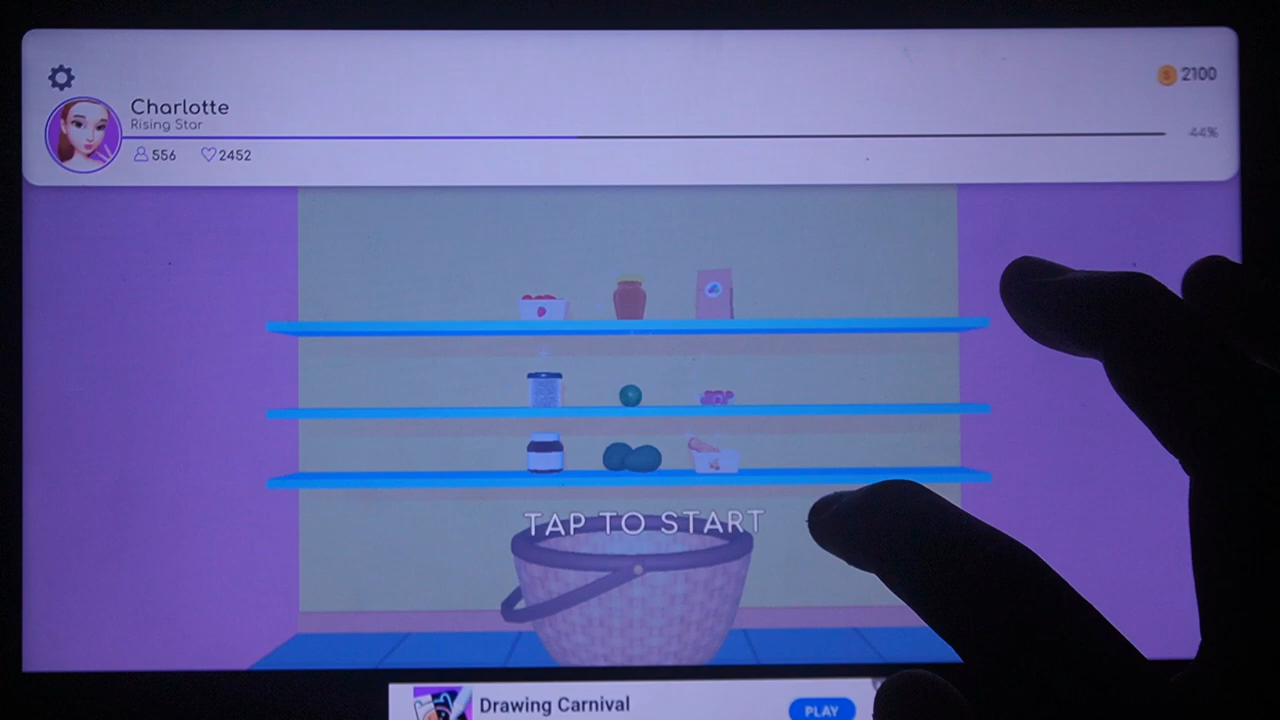 2100
Charlotte
Rising Star
44%
556 2452
TAP TO START
Drawing Carnival
PLAY